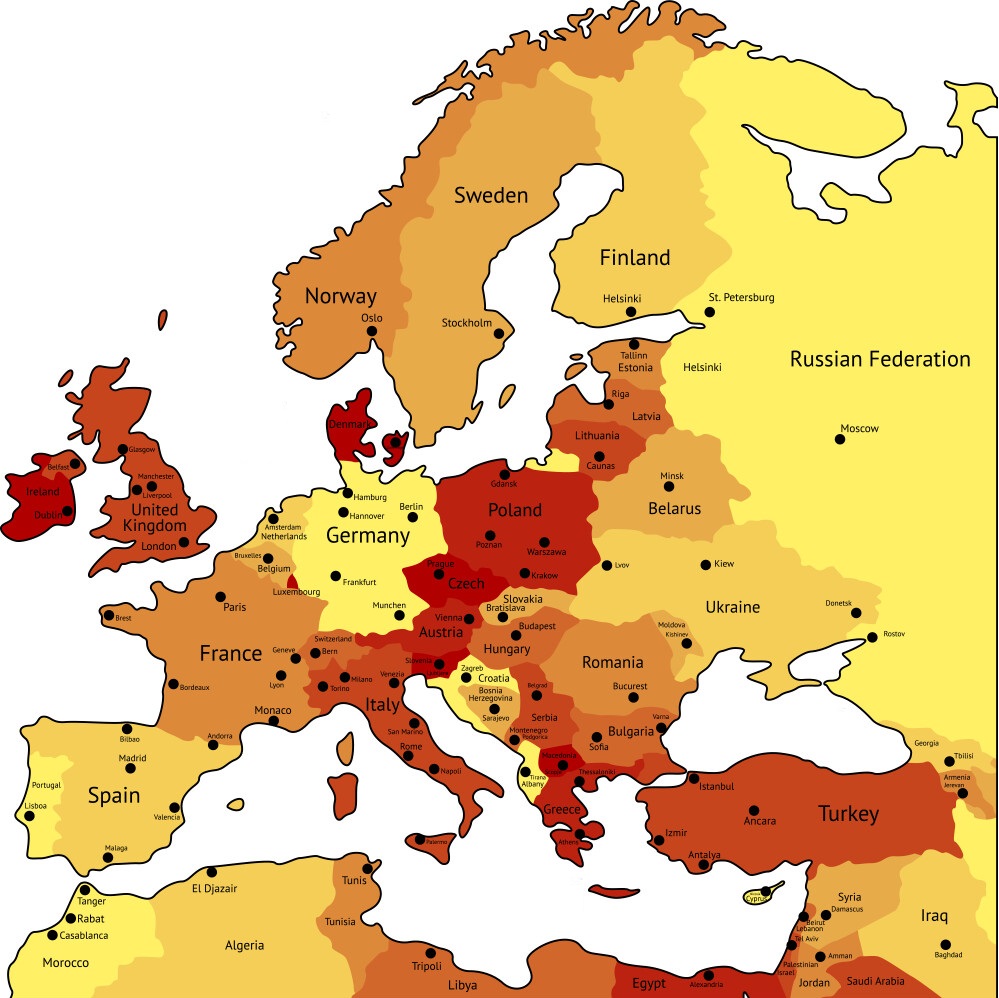 Sweden
Finland
Norway
Oslo
Stockholm
Helsinki
St. Petersburg
Tallinn
Estonia
Helsinki
Russian Federation
Riga
Latvia
Moscow
Denmark
Lithuania
Caunas
Glasgow
Belfast
Manchester
Liverpool
Ireland
Dublin
United
Kingdom
London
Hamburg
Hannover
Berlin
Germany
Amsterdam
Netherlands
Bruxelles
Belgium
Luxembourg
Frankfurt
Munchen
Gdansk
Poland
Poznan
Warszawa
Krakow
Minsk
Belarus
Prague
Czech
Lvov
Kiew
Ukraine
Donetsk
Rostov
Slovakia
Bratislava
Vienna
Austria
Budapest
Hungary
Moldova
Kishinev
Paris
Brest
France
Switzerland
Bern
Geneve
Lyon
Bordeaux
Monaco
Slovenia
Zagreb
Croatia
Romania
Bucurest
Milano
Torino
Venezia
Italy
San Marino
Rome
Napoli
Palermo
Bosnia
Herzegovina
Sarajevo
Belgrad
Serbia
Montenegro
Podgorica
Varna
Bulgaria
Sofia
Macedonia
Tirana
Albany
Thessaloniki
Greece
Athens
Georgia
Tbilisi
Armenia
Jerevan
Andorra
Bilbao
Madrid
Portugal
Spain
Lisboa
Valencia
Malaga
Istanbul
Ancara
Turkey
Izmir
Antalya
Cyprus
Tanger
Rabat
Casablanca
Morocco
El Djazair
Algeria
Tunis
Tunisia
Tripoli
Libya
Egypt
Alexandria
Syria
Damascus
Beirut
Lebanon
Tel Aviv
Palestinian
Israel
Amman
Jordan
Iraq
Baghdad
Saudi Arabia